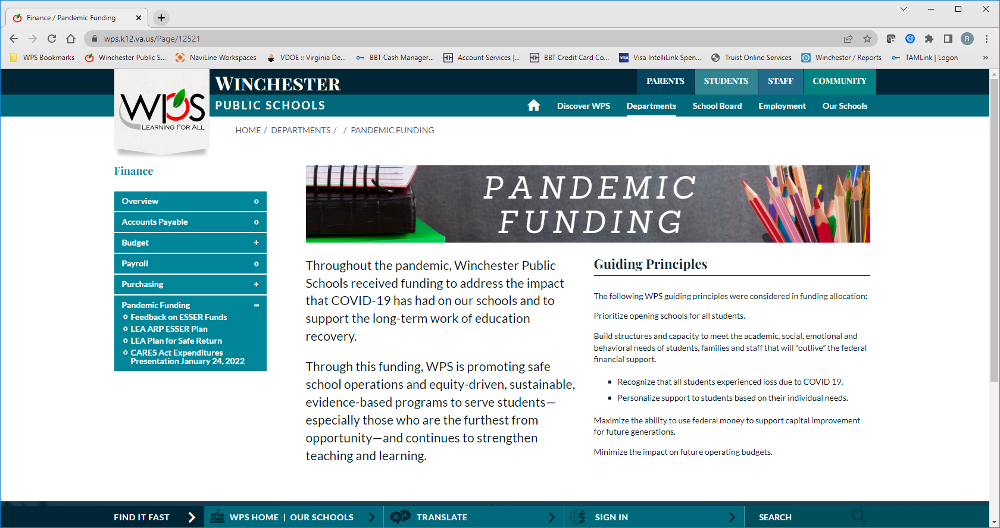 Finance / Pandemic Funding
wps.k12.va.us/Page/12521
R
WPS Bookmarks
Winchester Public S...
NaviLine Workspaces
VDOE :: Virginia De...
BBT Cash Manager...
Account Services |...
BBT Credit Card Co...
VISA
Visa IntelliLink Spen...
Truist Online Services
Winchester / Reports
TAMLink | Logon
»
WPS
LEARNING FOR ALL
WINCHESTER
PUBLIC SCHOOLS
PARENTS
STUDENTS
STAFF
COMMUNITY
Discover WPS
Departments
School Board
Employment
Our Schools
HOME / DEPARTMENTS / / PANDEMIC FUNDING
Finance
Overview o
Accounts Payable o
Budget +
Payroll o
Purchasing +
Pandemic Funding -
o Feedback on ESSER Funds
o LEA ARP ESSER Plan
o LEA Plan for Safe Return
o CARES Act Expenditures
Presentation January 24, 2022
PANDEMIC
FUNDING
Throughout the pandemic, Winchester Public
Schools received funding to address the impact
that COVID-19 has had on our schools and to
support the long-term work of education
recovery.
Through this funding, WPS is promoting safe
school operations and equity-driven, sustainable,
evidence-based programs to serve students—
especially those who are the furthest from
opportunity—and continues to strengthen
teaching and learning.
Guiding Principles
The following WPS guiding principles were considered in funding allocation:
Prioritize opening schools for all students.
Build structures and capacity to meet the academic, social, emotional and
behavioral needs of students, families and staff that will “outlive” the federal
financial support.
▪ Recognize that all students experienced loss due to COVID 19.
▪ Personalize support to students based on their individual needs.
Maximize the ability to use federal money to support capital improvement
for future generations.
Minimize the impact on future operating budgets.
FIND IT FAST
WPS HOME | OUR SCHOOLS
TRANSLATE
SIGN IN
SEARCH